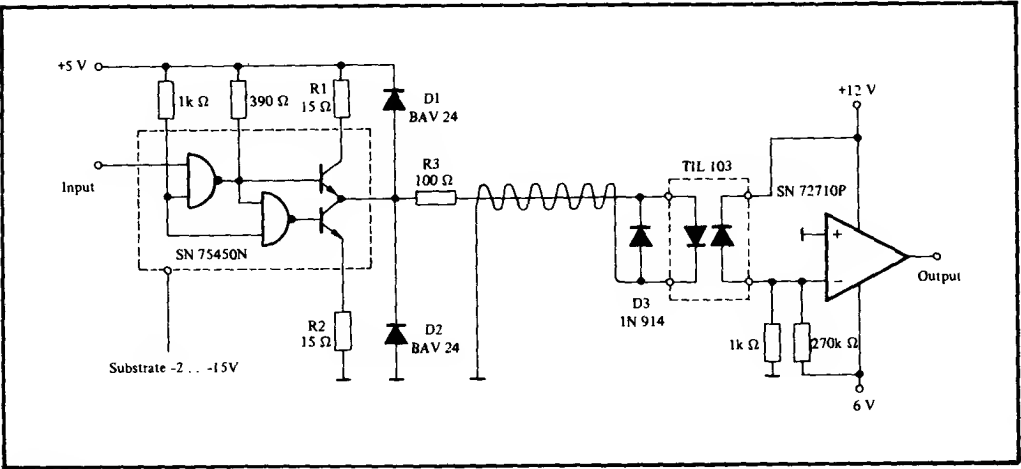 +5 V
1k Ω
390 Ω
R1
15 Ω
D1
BAV 24
Input
SN 75450N
Substrate -2 . . -15V
R2
15 Ω
D2
BAV 24
R3
100 Ω
D3
1N 914
TIL 103
+12 V
SN 72710P
+
−
Output
1k Ω
270k Ω
6 V